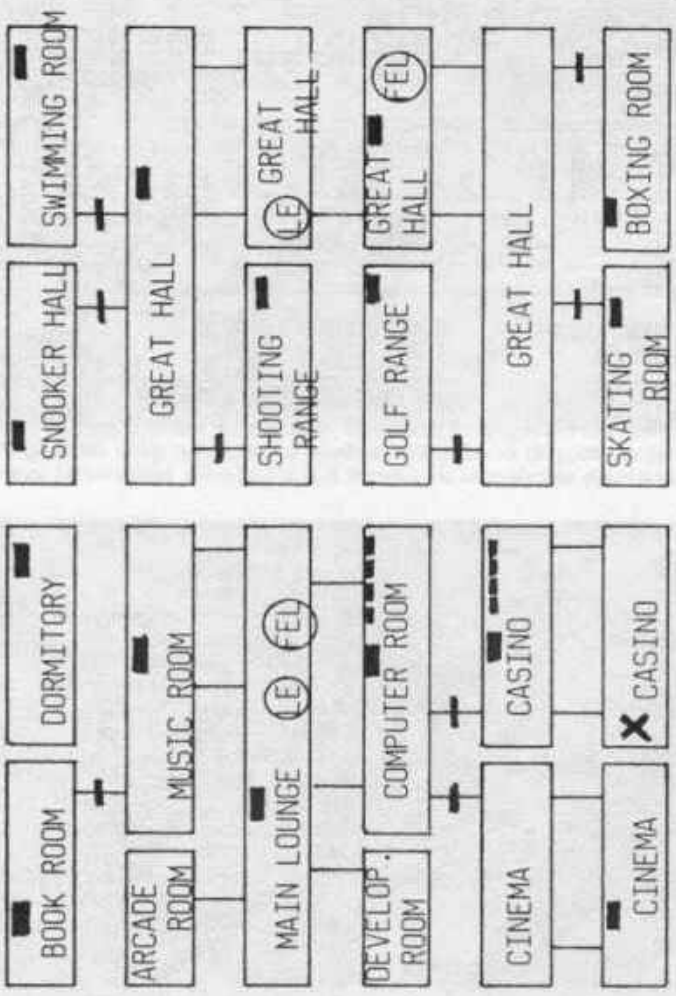 BOOK ROOM
DORMITORY
ARCADE
ROOM
MUSIC ROOM
MAIN LOUNGE
LE
FEL
DEVELOP.
ROOM
COMPUTER ROOM
CINEMA
CASINO
CINEMA
X CASINO
SNOOKER HALL
SWIMMING ROOM
GREAT HALL
SHOOTING
RANGE
LE
GREAT
HALL
GOLF RANGE
GREAT
HALL
FEL
GREAT HALL
SKATING
ROOM
BOXING ROOM